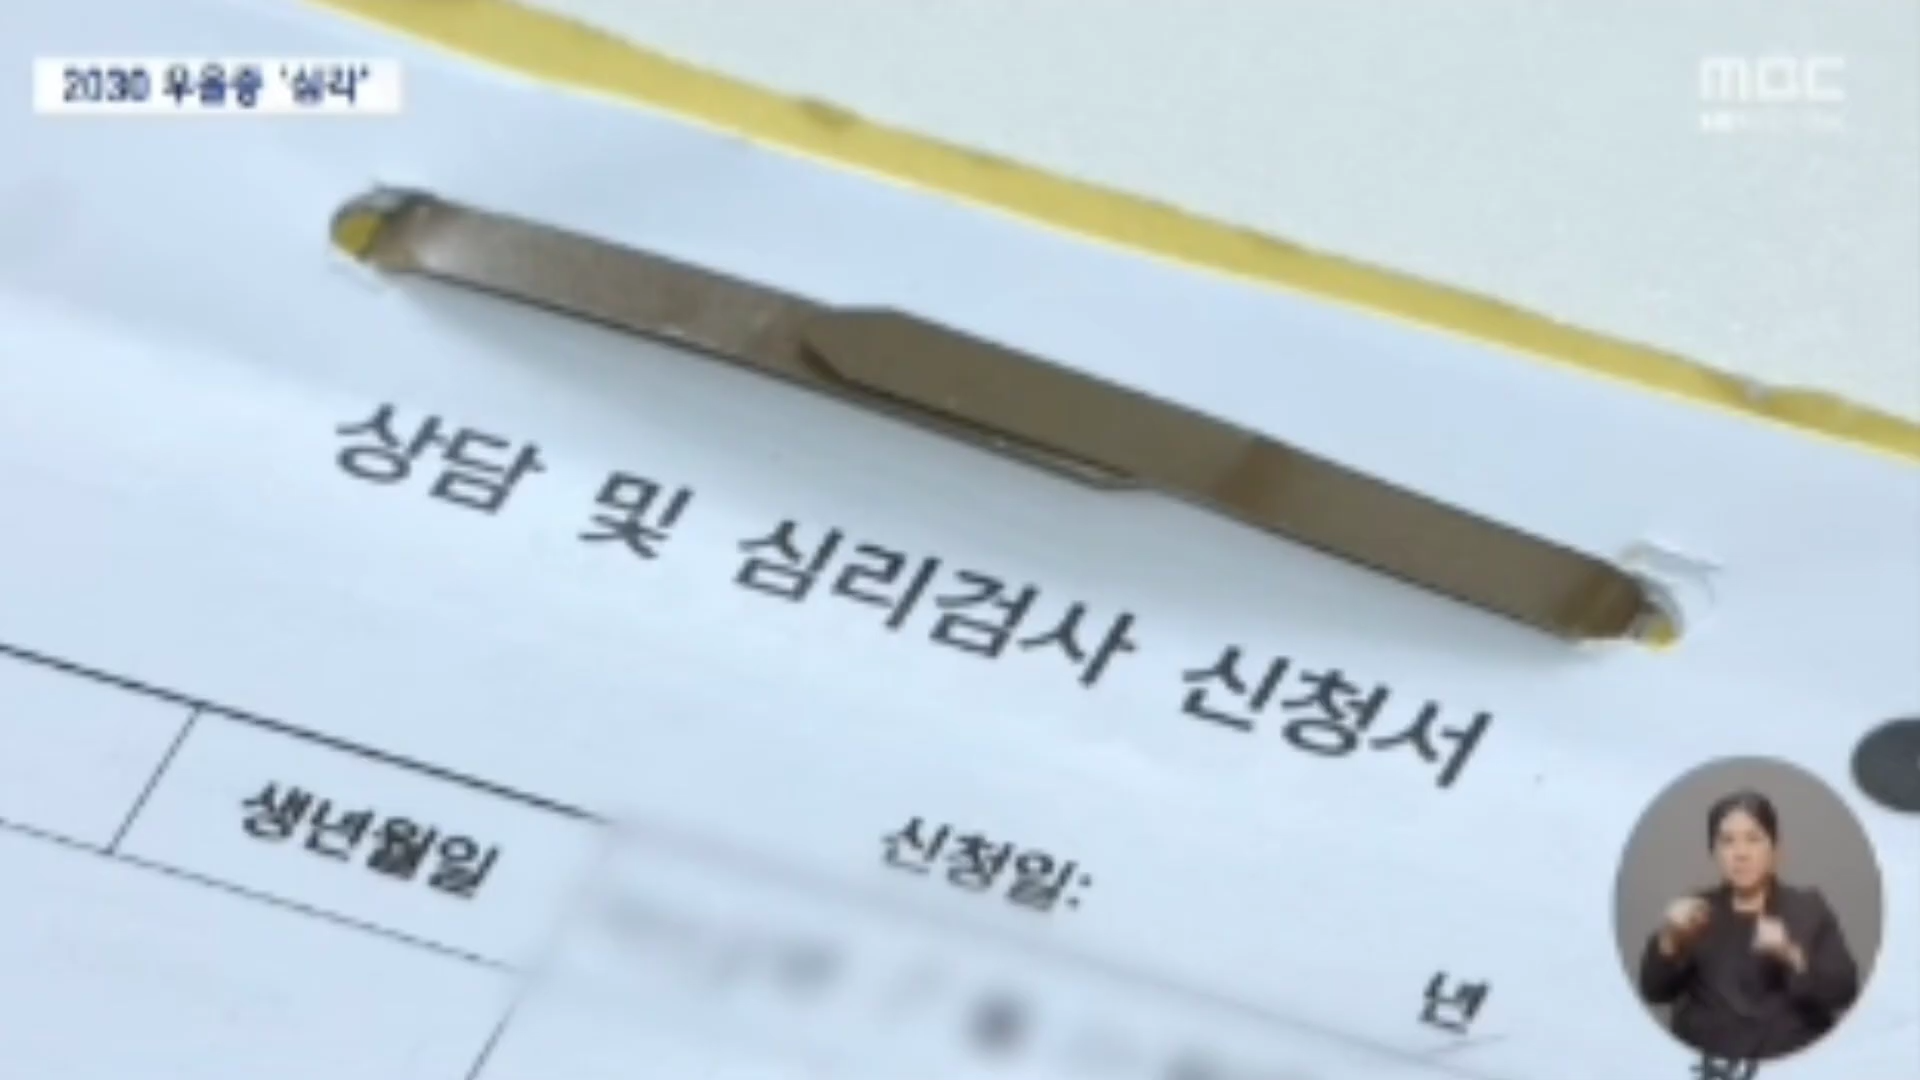 2030 우울증 '심각'
mbc
상담 및 심리검사 신청서
생년월일
신청일:
년